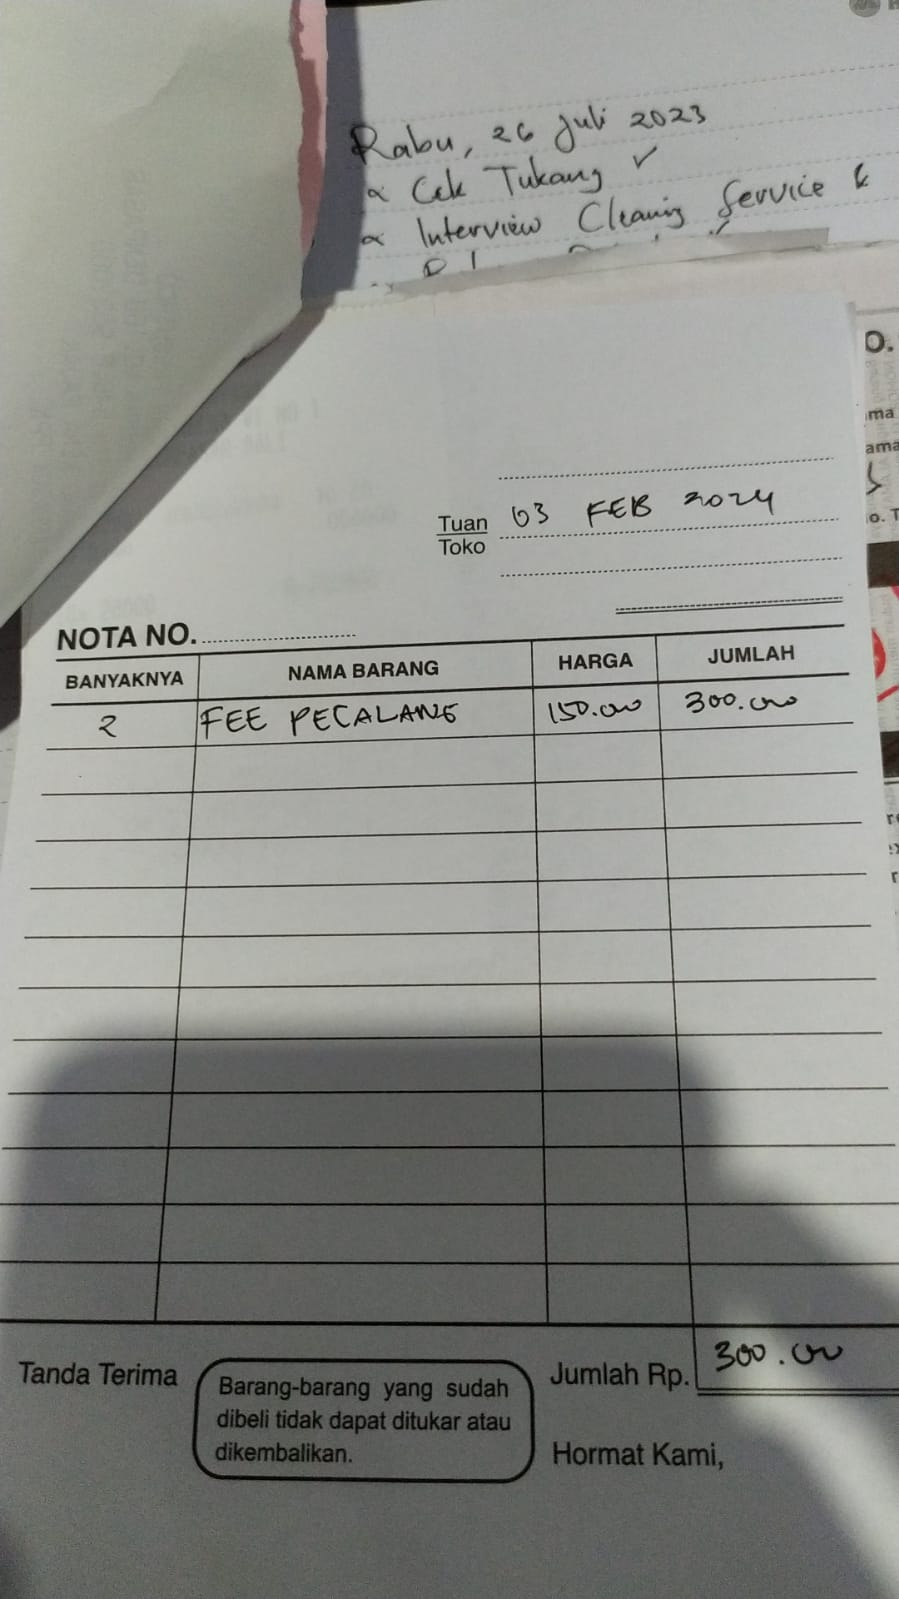 Rabu, 26 Juli 2023
∝ Cek Tukang ✓
∝ Interview Cleaning Service &
O.
ma
ama
o. T
Tuan 03 FEB 2024
Toko
NOTA NO.
BANYAKNYA NAMA BARANG HARGA JUMLAH
2 FEE PECALANG 150.000 300.000
Tanda Terima
Barang-barang yang sudah
dibeli tidak dapat ditukar atau
dikembalikan.
Jumlah Rp. 300.000
Hormat Kami,